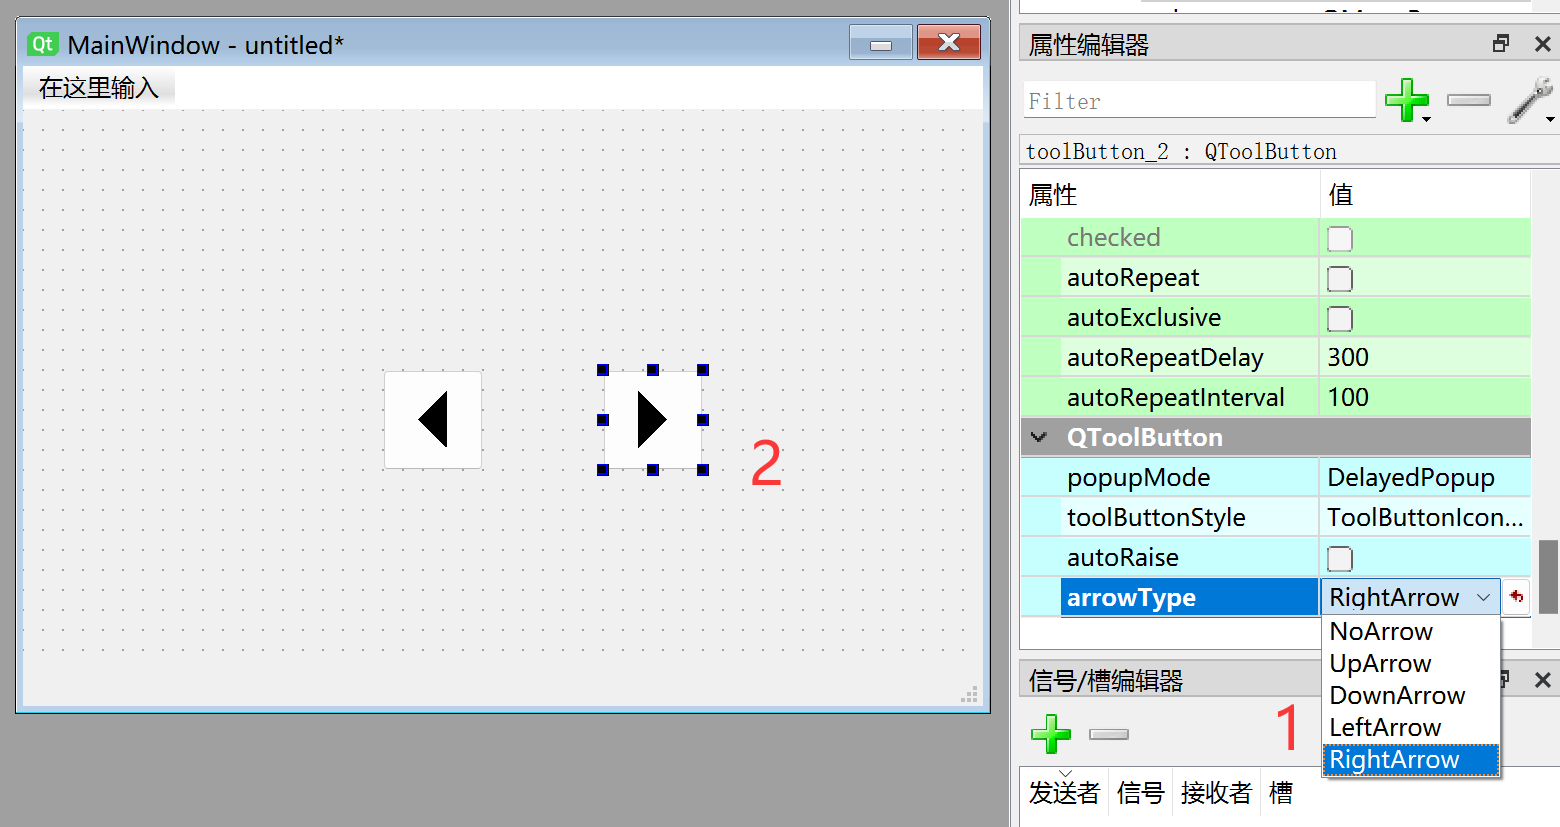 Qt MainWindow - untitled*
在这里输入
2
属性编辑器
Filter
toolButton_2 : QToolButton
属性 值
checked
autoRepeat
autoExclusive
autoRepeatDelay 300
autoRepeatInterval 100
QToolButton
popupMode DelayedPopup
toolButtonStyle ToolButtonIcon...
autoRaise
arrowType RightArrow
NoArrow
UpArrow
DownArrow
LeftArrow
RightArrow
信号/槽编辑器
1
发送者 信号 接收者 槽